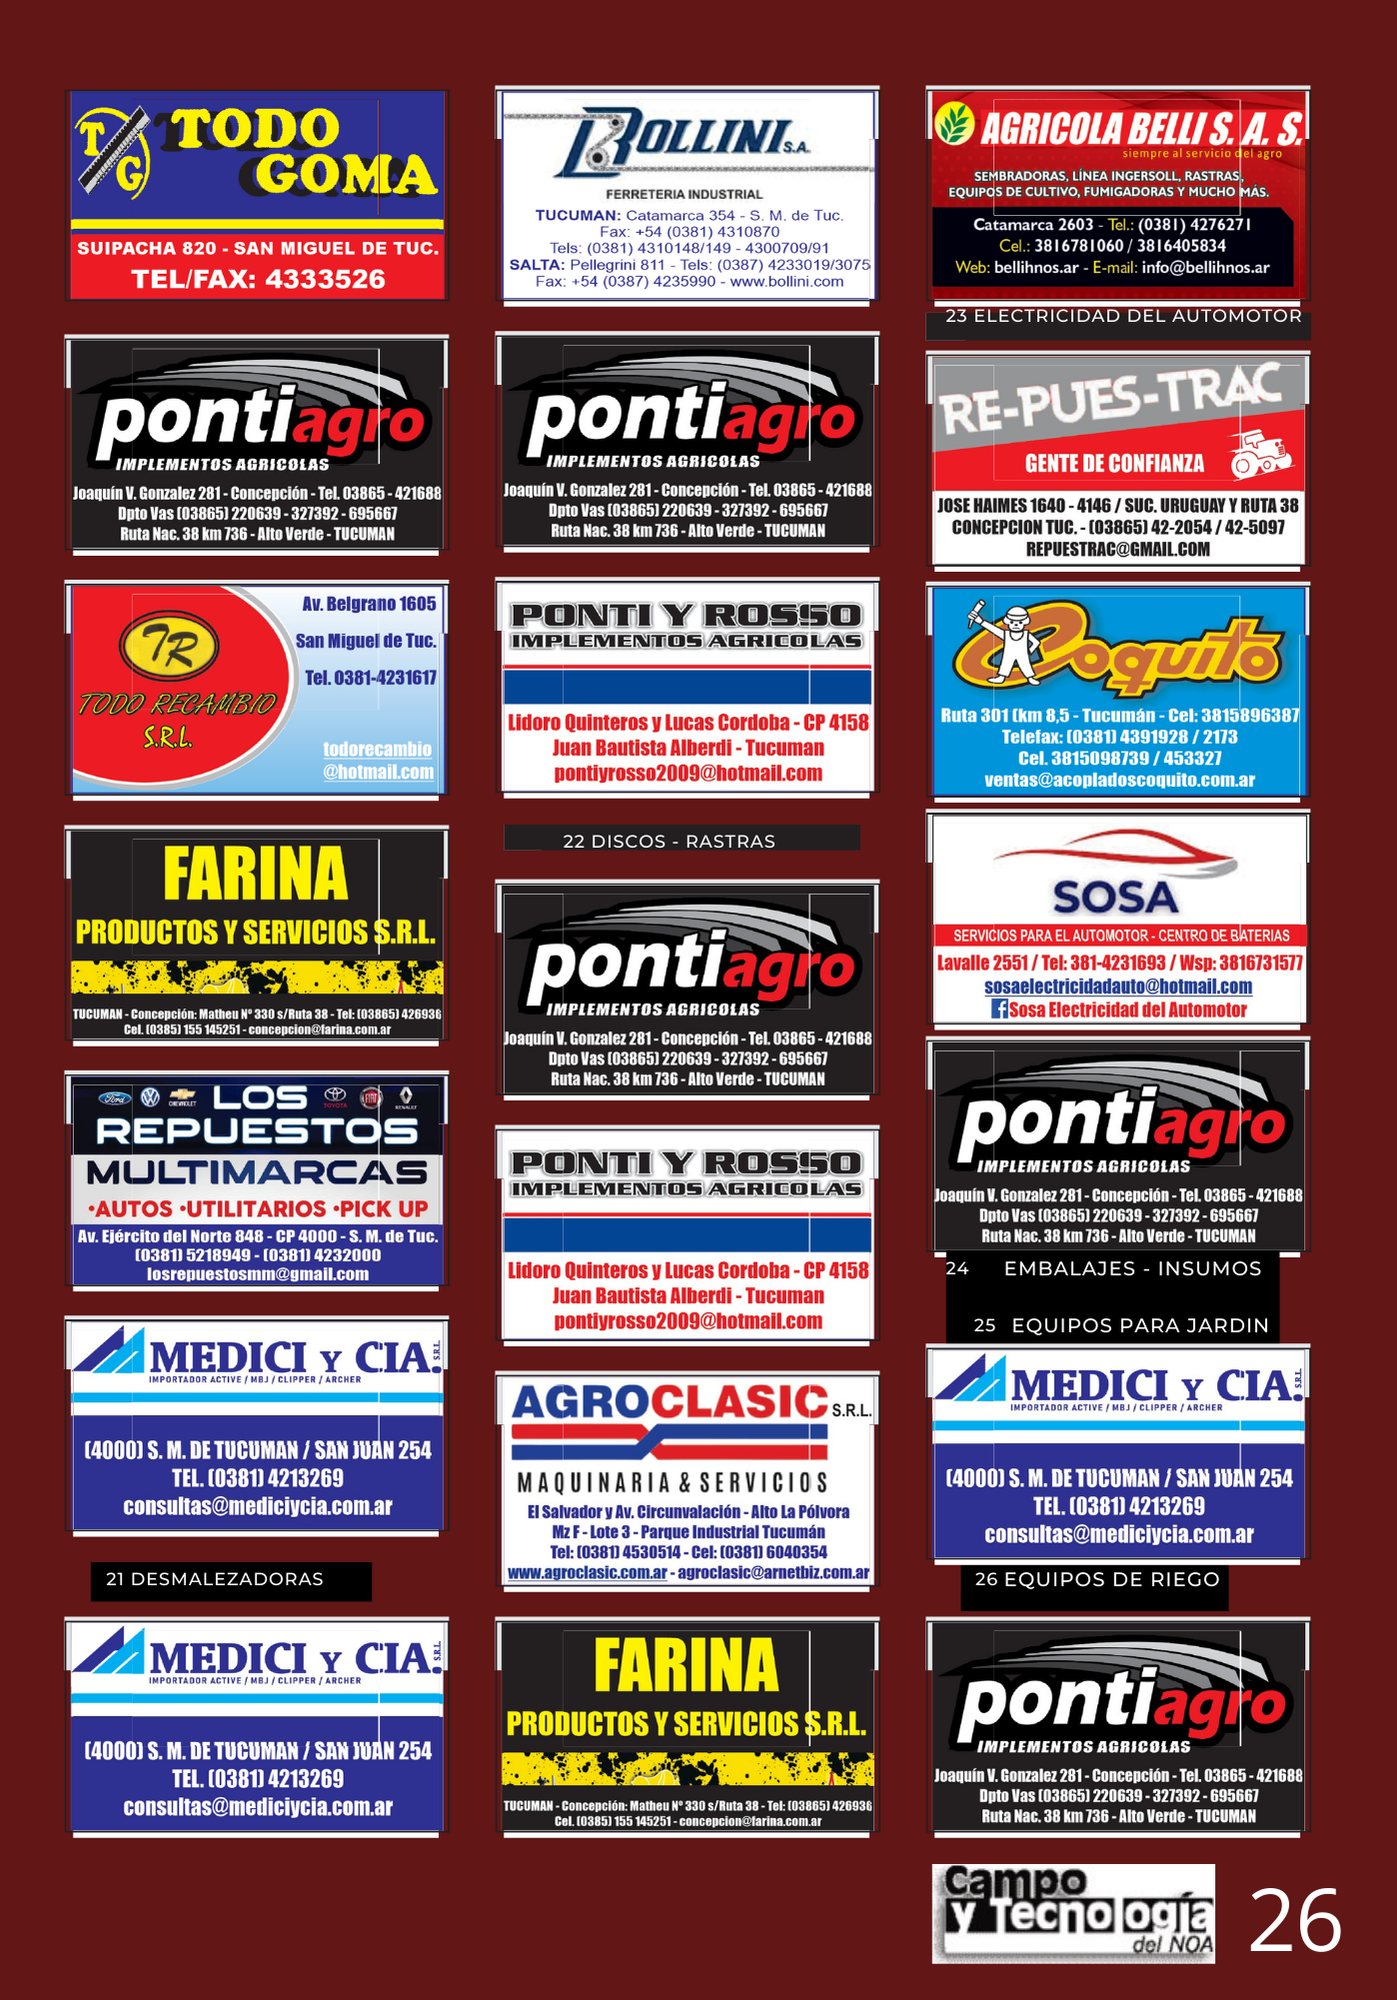 TG
TODO
GOMA
SUIPACHA 820 - SAN MIGUEL DE TUC.
TEL/FAX: 4333526
pontiagro
IMPLEMENTOS AGRICOLAS
Joaquín V. Gonzalez 281 - Concepción - Tel. 03865 - 421688
Dpto Vas (03865) 220639 - 327392 - 695667
Ruta Nac. 38 km 736 - Alto Verde - TUCUMAN
TR
TODO RECAMBIO
S.R.L.
Av. Belgrano 1605
San Miguel de Tuc.
Tel. 0381-4231617
todorecambio
@hotmail.com
FARINA
PRODUCTOS Y SERVICIOS S.R.L.
TUCUMAN - Concepción: Matheu Nº 330 s/Ruta 38 - Tel: (03865) 426936
Cel. (0385) 155 145251 - concepcion@farina.com.ar
Ford CHEVROLET LOS TOYOTA FIAT RENAULT
REPUESTOS
MULTIMARCAS
•AUTOS •UTILITARIOS •PICK UP
Av. Ejército del Norte 848 - CP 4000 - S. M. de Tuc.
(0381) 5218949 - (0381) 4232000
losrepuestosmm@gmail.com
MEDICI Y CIA. S.R.L.
IMPORTADOR ACTIVE / MBJ / CLIPPER / ARCHER
(4000) S. M. DE TUCUMAN / SAN JUAN 254
TEL. (0381) 4213269
consultas@mediciycia.com.ar
21 DESMALEZADORAS
MEDICI Y CIA. S.R.L.
IMPORTADOR ACTIVE / MBJ / CLIPPER / ARCHER
(4000) S. M. DE TUCUMAN / SAN JUAN 254
TEL. (0381) 4213269
consultas@mediciycia.com.ar
BOLLINI S.A.
FERRETERIA INDUSTRIAL
TUCUMAN: Catamarca 354 - S. M. de Tuc.
Fax: +54 (0381) 4310870
Tels: (0381) 4310148/149 - 4300709/91
SALTA: Pellegrini 811 - Tels: (0387) 4233019/3075
Fax: +54 (0387) 4235990 - www.bollini.com
pontiagro
IMPLEMENTOS AGRICOLAS
Joaquín V. Gonzalez 281 - Concepción - Tel. 03865 - 421688
Dpto Vas (03865) 220639 - 327392 - 695667
Ruta Nac. 38 km 736 - Alto Verde - TUCUMAN
PONTI Y ROSSO
IMPLEMENTOS AGRICOLAS
Lidoro Quinteros y Lucas Cordoba - CP 4158
Juan Bautista Alberdi - Tucuman
pontiyrosso2009@hotmail.com
22 DISCOS - RASTRAS
pontiagro
IMPLEMENTOS AGRICOLAS
Joaquín V. Gonzalez 281 - Concepción - Tel. 03865 - 421688
Dpto Vas (03865) 220639 - 327392 - 695667
Ruta Nac. 38 km 736 - Alto Verde - TUCUMAN
PONTI Y ROSSO
IMPLEMENTOS AGRICOLAS
Lidoro Quinteros y Lucas Cordoba - CP 4158
Juan Bautista Alberdi - Tucuman
pontiyrosso2009@hotmail.com
AGROCLASIC S.R.L.
MAQUINARIA & SERVICIOS
El Salvador y Av. Circunvalación - Alto La Pólvora
Mz F - Lote 3 - Parque Industrial Tucumán
Tel: (0381) 4530514 - Cel: (0381) 6040354
www.agroclasic.com.ar - agroclasic@arnetbiz.com.ar
FARINA
PRODUCTOS Y SERVICIOS S.R.L.
TUCUMAN - Concepción: Matheu Nº 330 s/Ruta 38 - Tel: (03865) 426936
Cel. (0385) 155 145251 - concepcion@farina.com.ar
AGRICOLA BELLI S. A. S.
siempre al servicio del agro
SEMBRADORAS, LÍNEA INGERSOLL, RASTRAS,
EQUIPOS DE CULTIVO, FUMIGADORAS Y MUCHO MÁS.
Catamarca 2603 - Tel.: (0381) 4276271
Cel.: 3816781060 / 3816405834
Web: bellihnos.ar - E-mail: info@bellihnos.ar
23 ELECTRICIDAD DEL AUTOMOTOR
RE-PUES-TRAC
GENTE DE CONFIANZA
JOSE HAIMES 1640 - 4146 / SUC. URUGUAY Y RUTA 38
CONCEPCION TUC. - (03865) 42-2054 / 42-5097
REPUESTRAC@GMAIL.COM
Coquito
Ruta 301 (km 8,5 - Tucumán - Cel: 3815896387
Telefax: (0381) 4391928 / 2173
Cel. 3815098739 / 453327
ventas@acopladoscoquito.com.ar
SOSA
SERVICIOS PARA EL AUTOMOTOR - CENTRO DE BATERIAS
Lavalle 2551 / Tel: 381-4231693 / Wsp: 3816731577
sosaelectricidadauto@hotmail.com
f Sosa Electricidad del Automotor
pontiagro
IMPLEMENTOS AGRICOLAS
Joaquín V. Gonzalez 281 - Concepción - Tel. 03865 - 421688
Dpto Vas (03865) 220639 - 327392 - 695667
Ruta Nac. 38 km 736 - Alto Verde - TUCUMAN
24 EMBALAJES - INSUMOS
25 EQUIPOS PARA JARDIN
MEDICI Y CIA. S.R.L.
IMPORTADOR ACTIVE / MBJ / CLIPPER / ARCHER
(4000) S. M. DE TUCUMAN / SAN JUAN 254
TEL. (0381) 4213269
consultas@mediciycia.com.ar
26 EQUIPOS DE RIEGO
pontiagro
IMPLEMENTOS AGRICOLAS
Joaquín V. Gonzalez 281 - Concepción - Tel. 03865 - 421688
Dpto Vas (03865) 220639 - 327392 - 695667
Ruta Nac. 38 km 736 - Alto Verde - TUCUMAN
Campo
y Tecnología
del NOA
26